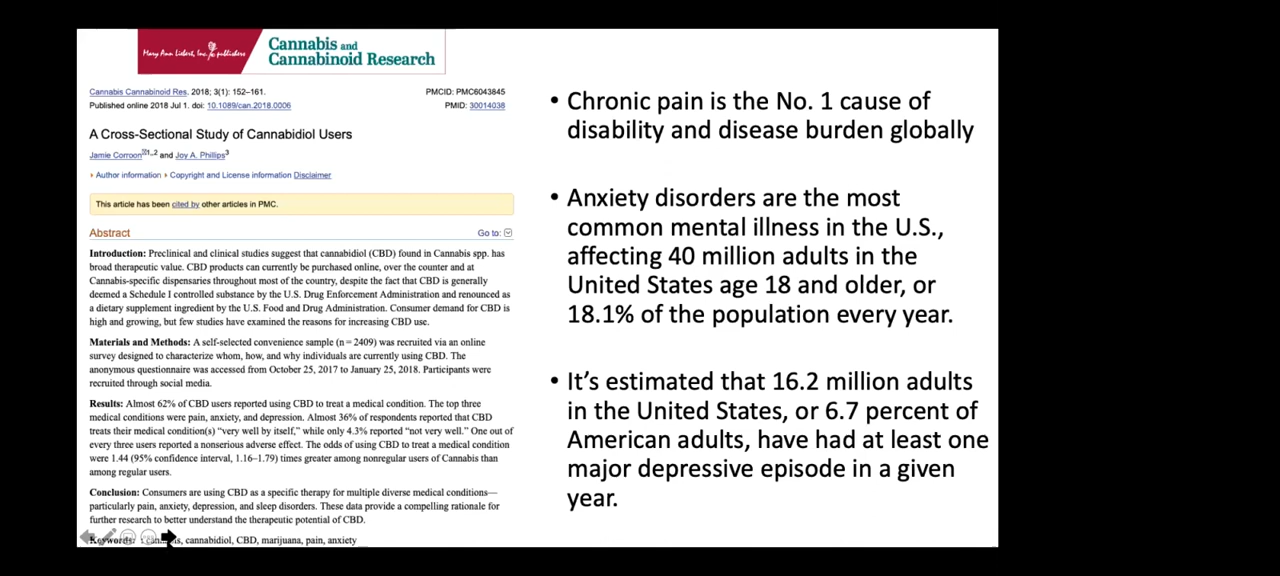 Mary Ann Liebert, Inc. publishers
Cannabis and
Cannabinoid Research
Cannabis Cannabinoid Res. 2018; 3(1): 152–161.
PMCID: PMC6043845
Published online 2018 Jul 1. doi: 10.1089/can.2018.0006
PMID: 30014038
A Cross-Sectional Study of Cannabidiol Users
Jamie Corroon 1,,2 and Joy A. Phillips 3
Author information Copyright and License information Disclaimer
This article has been cited by other articles in PMC.
Abstract
Go to:
Introduction: Preclinical and clinical studies suggest that cannabidiol (CBD) found in Cannabis spp. has
broad therapeutic value. CBD products can currently be purchased online, over the counter and at
Cannabis-specific dispensaries throughout most of the country, despite the fact that CBD is generally
deemed a Schedule I controlled substance by the U.S. Drug Enforcement Administration and renounced as
a dietary supplement ingredient by the U.S. Food and Drug Administration. Consumer demand for CBD is
high and growing, but few studies have examined the reasons for increasing CBD use.
Materials and Methods: A self-selected convenience sample (n = 2409) was recruited via an online
survey designed to characterize whom, how, and why individuals are currently using CBD. The
anonymous questionnaire was accessed from October 25, 2017 to January 25, 2018. Participants were
recruited through social media.
Results: Almost 62% of CBD users reported using CBD to treat a medical condition. The top three
medical conditions were pain, anxiety, and depression. Almost 36% of respondents reported that CBD
treats their medical condition(s) “very well by itself,” while only 4.3% reported “not very well.” One out of
every three users reported a nonserious adverse effect. The odds of using CBD to treat a medical condition
were 1.44 (95% confidence interval, 1.16–1.79) times greater among nonregular users of Cannabis than
among regular users.
Conclusion: Consumers are using CBD as a specific therapy for multiple diverse medical conditions—
particularly pain, anxiety, depression, and sleep disorders. These data provide a compelling rationale for
further research to better understand the therapeutic potential of CBD.
Keywords: cannabidiol, CBD, marijuana, pain, anxiety
• Chronic pain is the No. 1 cause of
disability and disease burden globally
• Anxiety disorders are the most
common mental illness in the U.S.,
affecting 40 million adults in the
United States age 18 and older, or
18.1% of the population every year.
• It’s estimated that 16.2 million adults
in the United States, or 6.7 percent of
American adults, have had at least one
major depressive episode in a given
year.